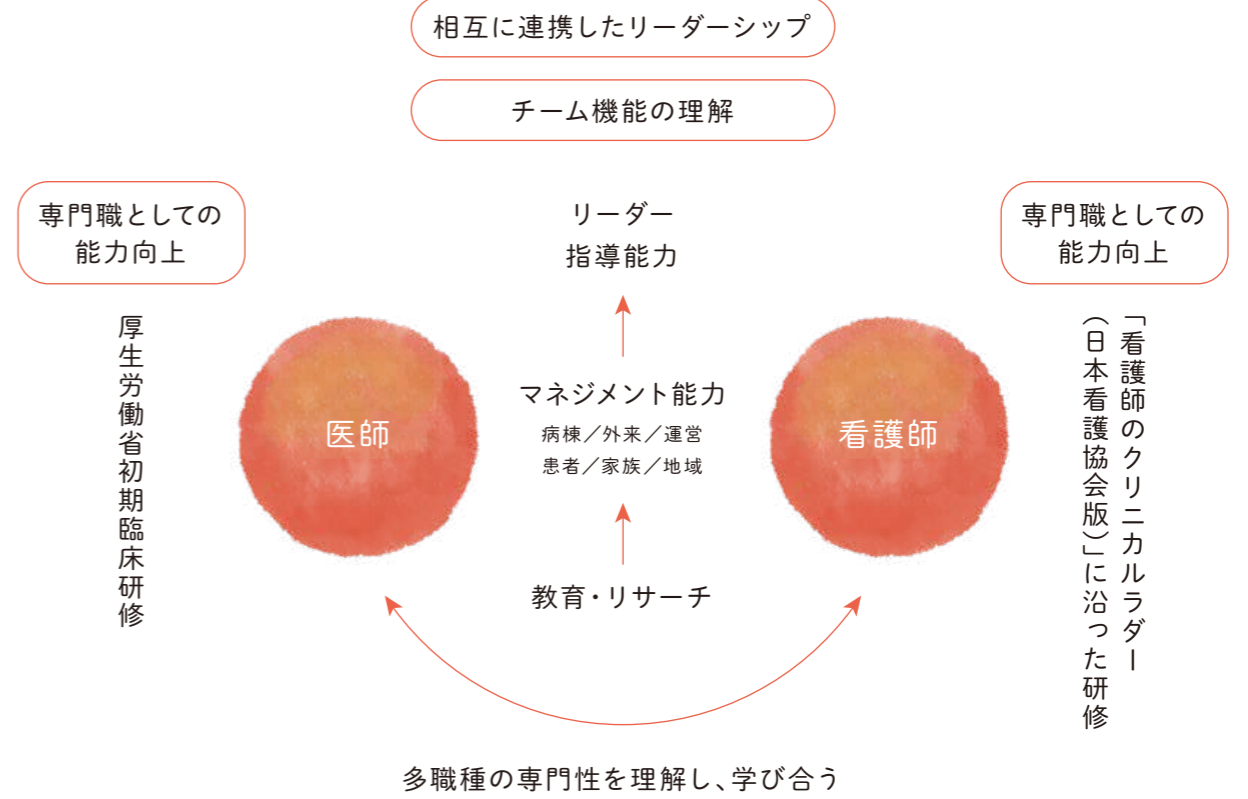 相互に連携したリーダーシップ
チーム機能の理解
専門職としての
能力向上
厚生労働省初期臨床研修
医師
リーダー
指導能力
マネジメント能力
病棟／外来／運営
患者／家族／地域
教育・リサーチ
看護師
専門職としての
能力向上
「看護師のクリニカルラダー
（日本看護協会版）」に沿った研修
多職種の専門性を理解し、学び合う